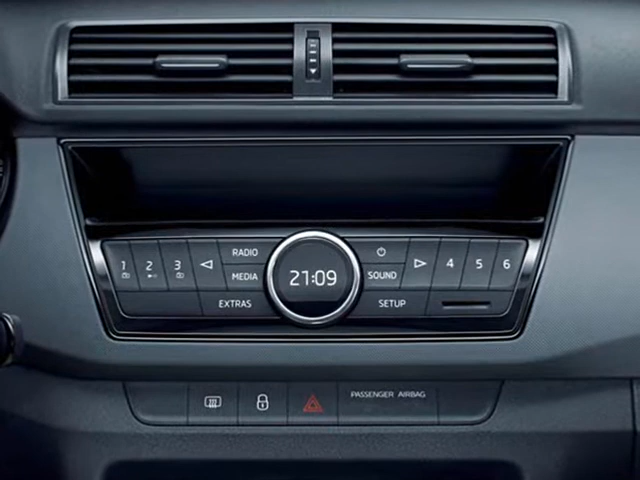 1 2 3 RADIO 4 5 6
MEDIA 21:09 SOUND
EXTRAS SETUP
PASSENGER AIRBAG